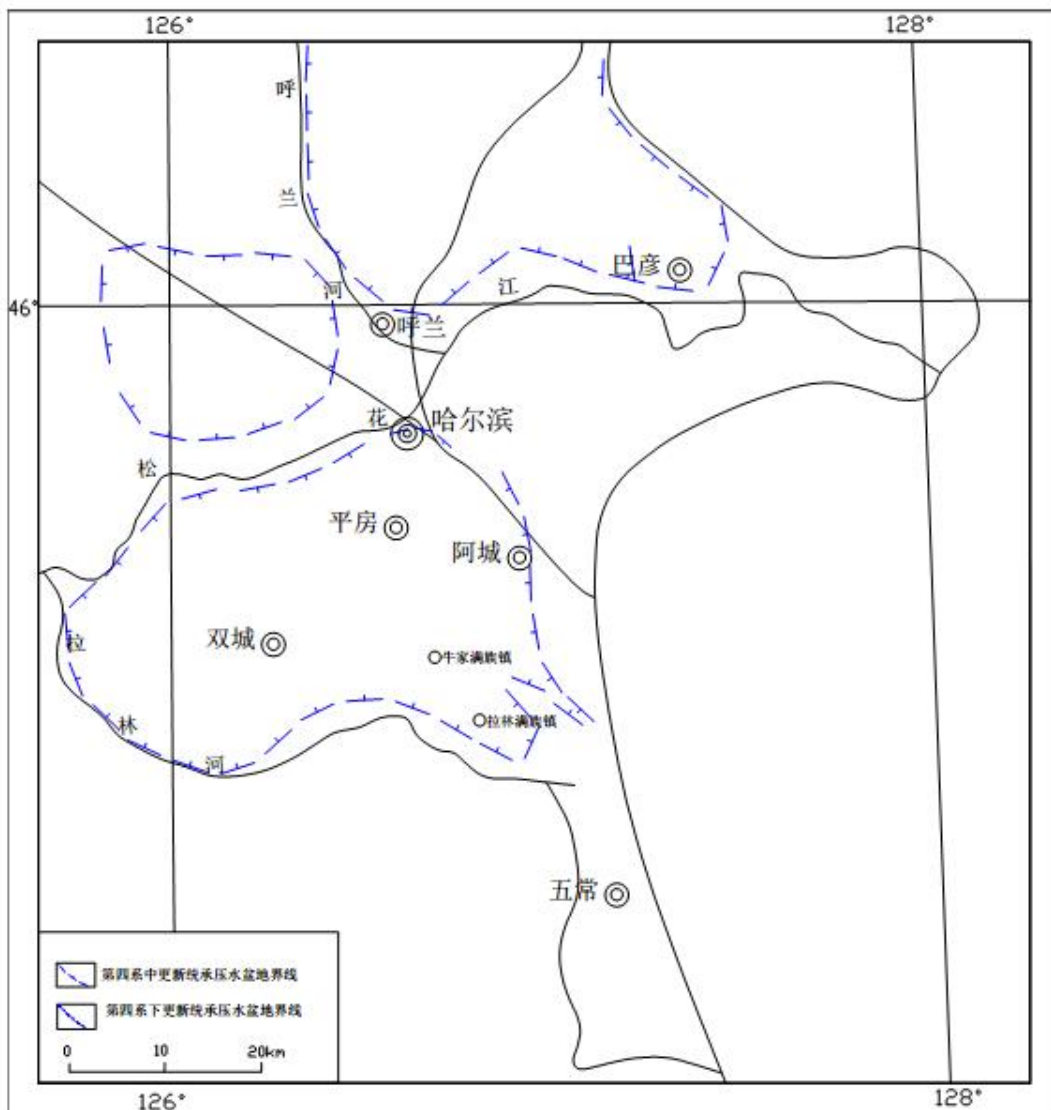 126°
128°
呼
兰
河
江
巴彦
46°
呼兰
花
哈尔滨
松
平房
阿城
拉
双城
牛家满族镇
林
拉林满族镇
河
五常
第四系中更新统承压水盆地界线
第四系下更新统承压水盆地界线
0 10 20km
126°
128°